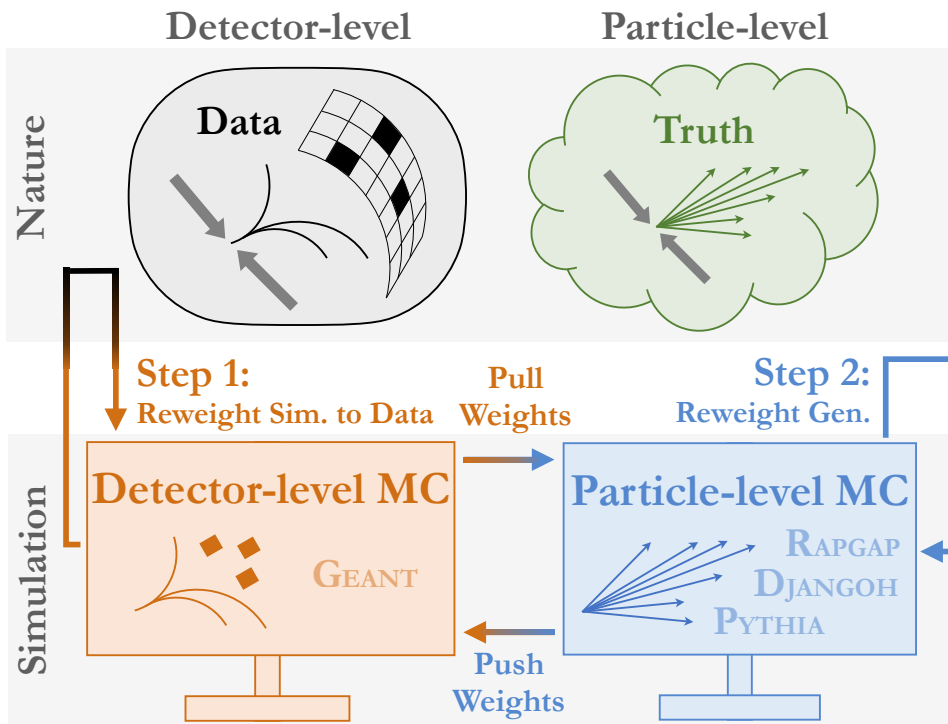 Detector-level
Particle-level
Nature
Data
Truth
Step 1:
Reweight Sim. to Data
Pull
Weights
Step 2:
Reweight Gen.
Simulation
Detector-level MC
GEANT
Particle-level MC
RAPGAP
DJANGOH
PYTHIA
Push
Weights